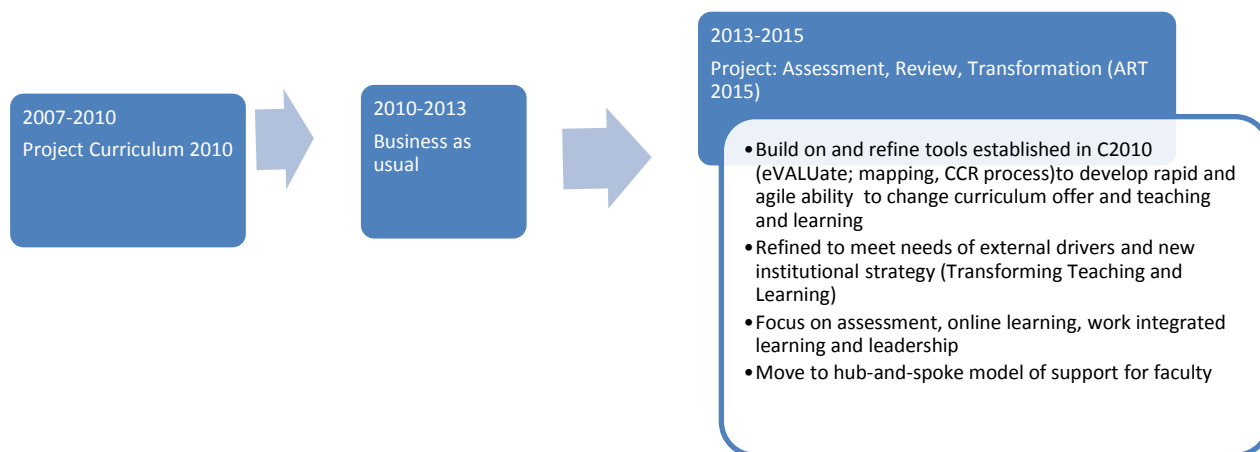 2007-2010
Project Curriculum 2010
2010-2013
Business as
usual
2013-2015
Project: Assessment, Review, Transformation (ART
2015)
•Build on and refine tools established in C2010
(eVALUate; mapping, CCR process)to develop rapid and
agile ability  to change curriculum offer and teaching
and learning
•Refined to meet needs of external drivers and new
institutional strategy (Transforming Teaching and
Learning)
•Focus on assessment, online learning, work integrated
learning and leadership
•Move to hub-and-spoke model of support for faculty